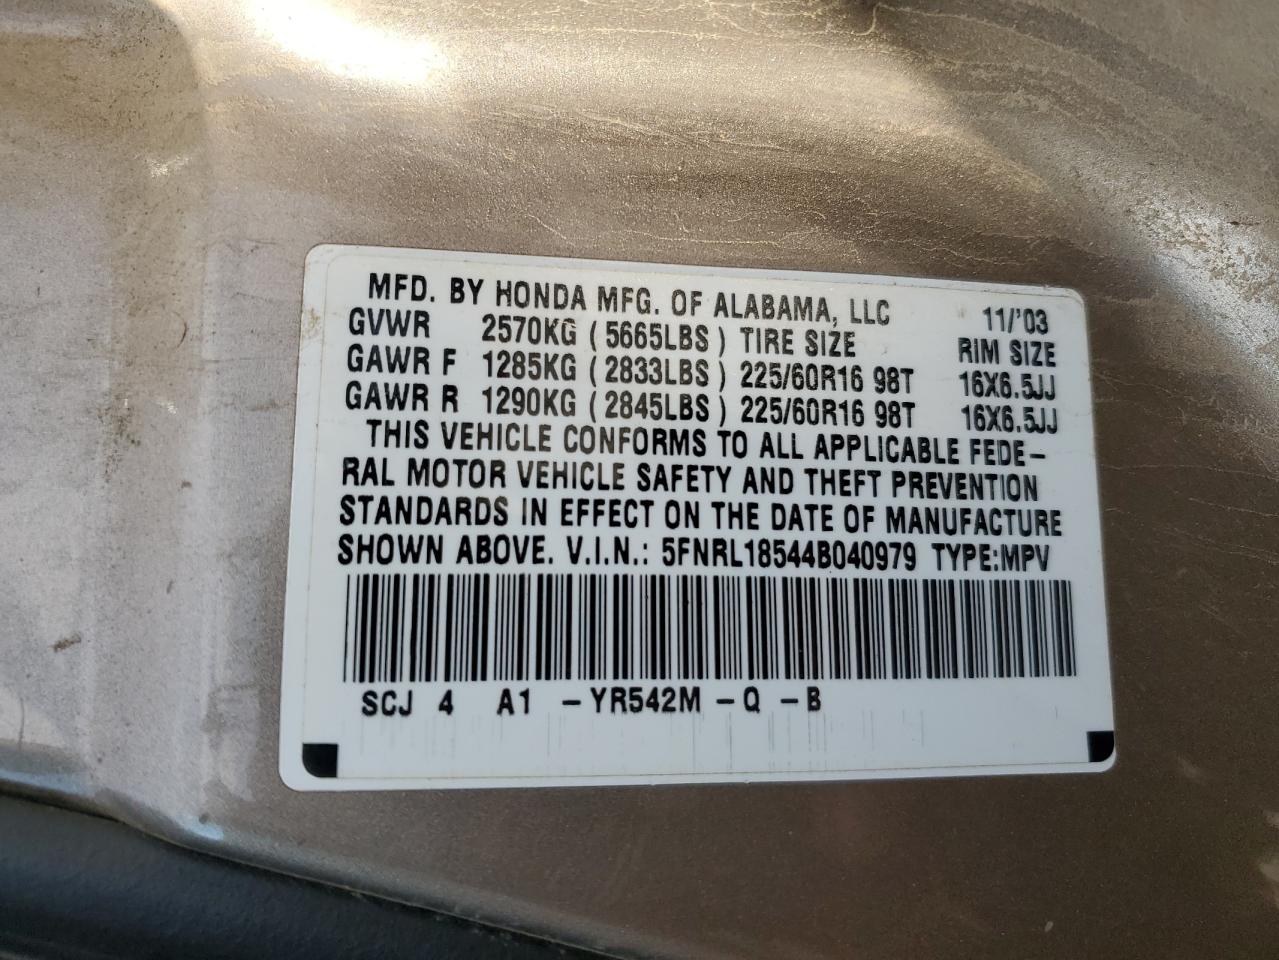 MFD. BY HONDA MFG. OF ALABAMA, LLC 11/'03
GVWR 2570KG (5665LBS) TIRE SIZE RIM SIZE
GAWR F 1285KG (2833LBS) 225/60R16 98T 16X6.5JJ
GAWR R 1290KG (2845LBS) 225/60R16 98T 16X6.5JJ
THIS VEHICLE CONFORMS TO ALL APPLICABLE FEDE-
RAL MOTOR VEHICLE SAFETY AND THEFT PREVENTION
STANDARDS IN EFFECT ON THE DATE OF MANUFACTURE
SHOWN ABOVE. V.I.N.: 5FNRL18544B040979 TYPE:MPV
SCJ 4 A1 -YR542M -Q -B